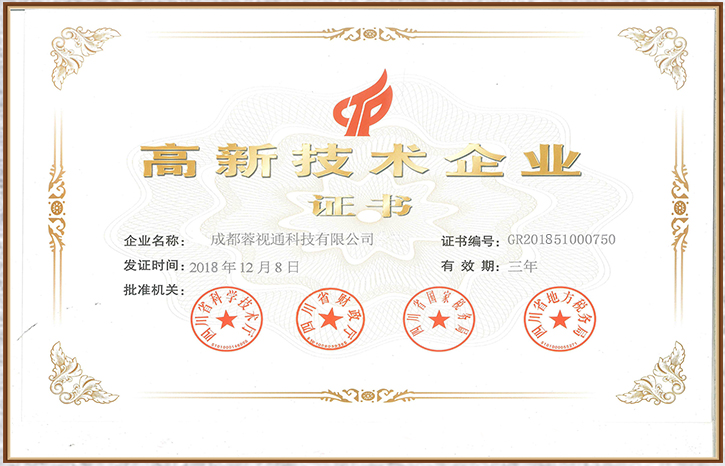 高新技术企业
证书
企业名称： 成都蓉视通科技有限公司
证书编号： GR201851000750
发证时间： 2018 年 12 月 8 日
有 效 期： 三年
批准机关：
四川省科学技术厅
四川省财政厅
四川省国家税务局
四川省地方税务局